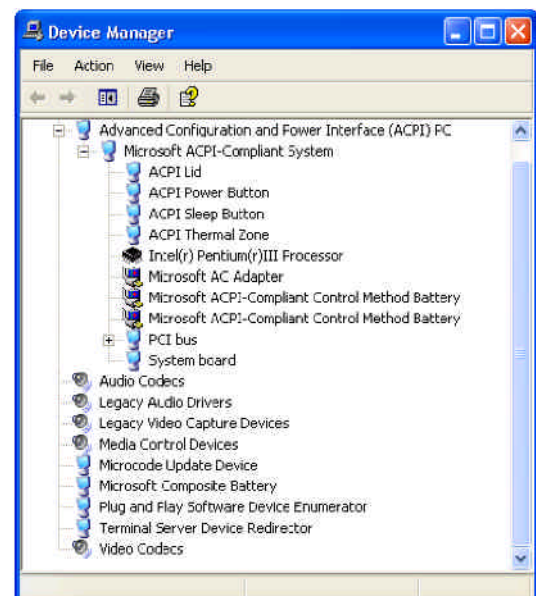 Device Manager
File Action View Help
Advanced Configuration and Power Interface (ACPI) PC
Microsoft ACPI-Compliant System
ACPI Lid
ACPI Power Button
ACPI Sleep Button
ACPI Thermal Zone
Intel(r) Pentium(r)III Processor
Microsoft AC Adapter
Microsoft ACPI-Compliant Control Method Battery
Microsoft ACPI-Compliant Control Method Battery
PCI bus
System board
Audio Codecs
Legacy Audio Drivers
Legacy Video Capture Devices
Media Control Devices
Microcode Update Device
Microsoft Composite Battery
Plug and Play Software Device Enumerator
Terminal Server Device Redirector
Video Codecs